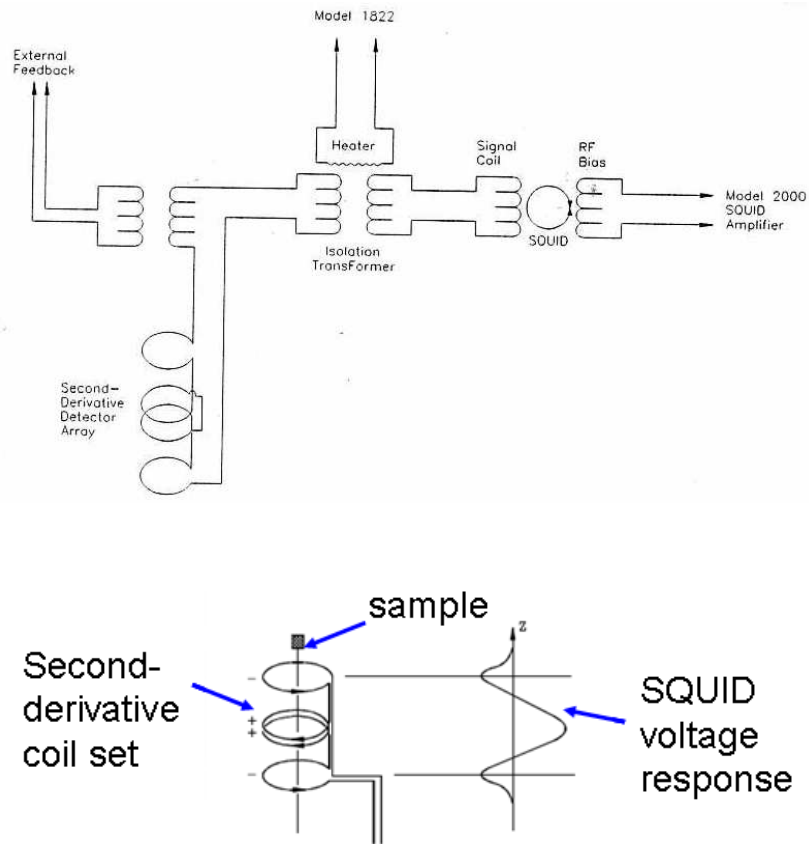 Model 1822
External
Feedback
Heater
Signal
Coil
RF
Bias
Model 2000
SQUID
Amplifier
SQUID
Isolation
TransFormer
Second-
Derivative
Detector
Array
sample
z
Second-
derivative
coil set
-
+
+
-
SQUID
voltage
response